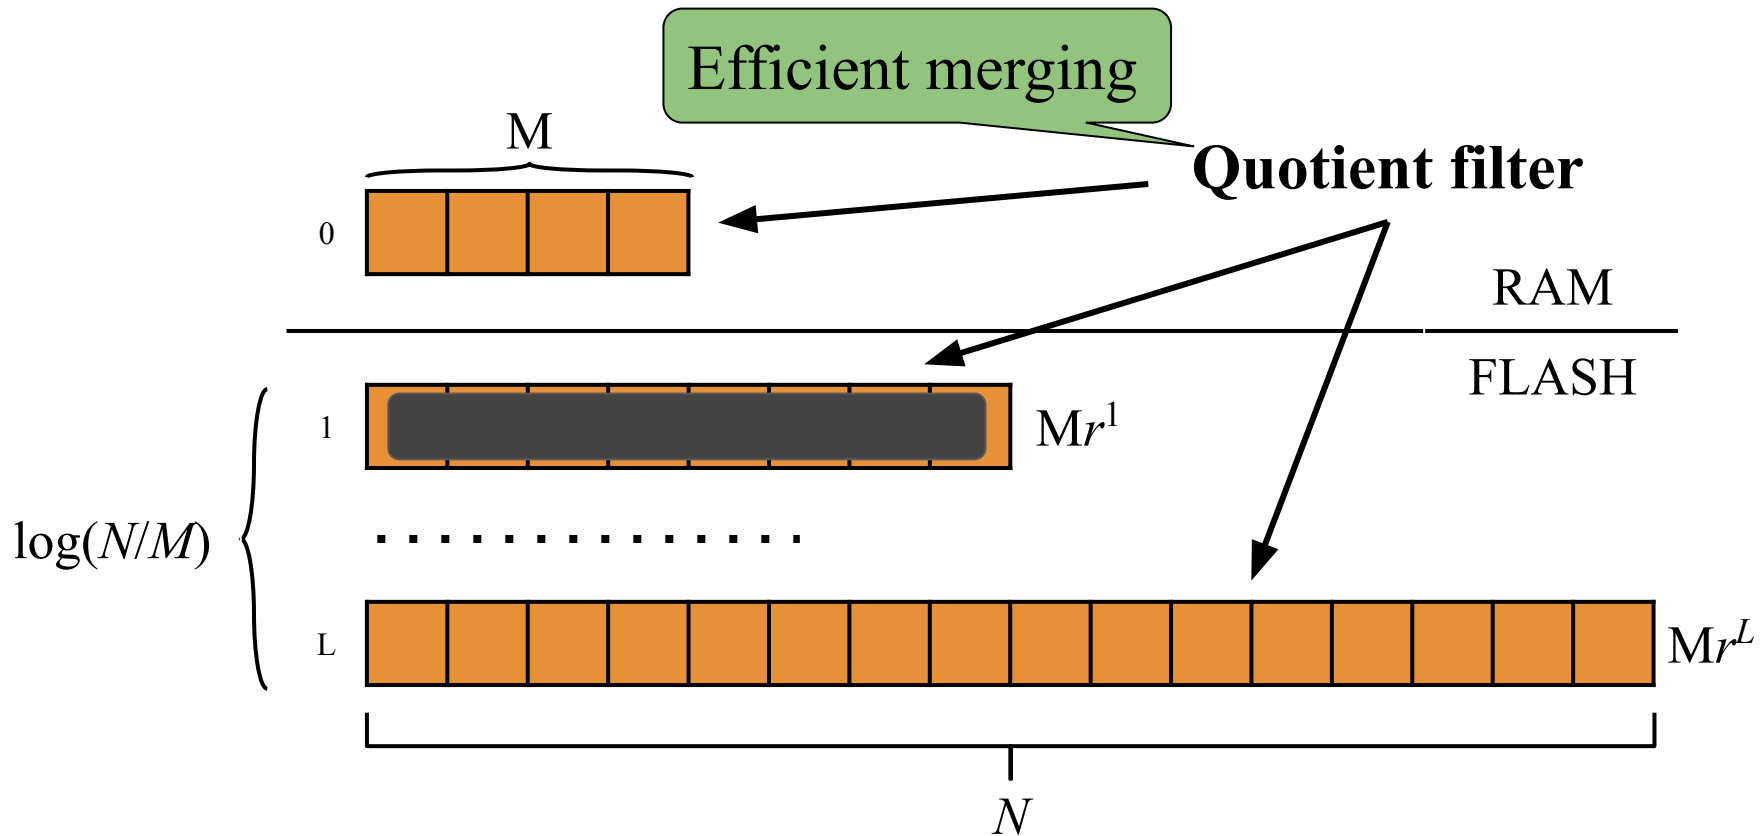 Efficient merging
M
Quotient filter
0
RAM
FLASH
1
Mr¹
log(N/M)
L
Mrᴸ
N